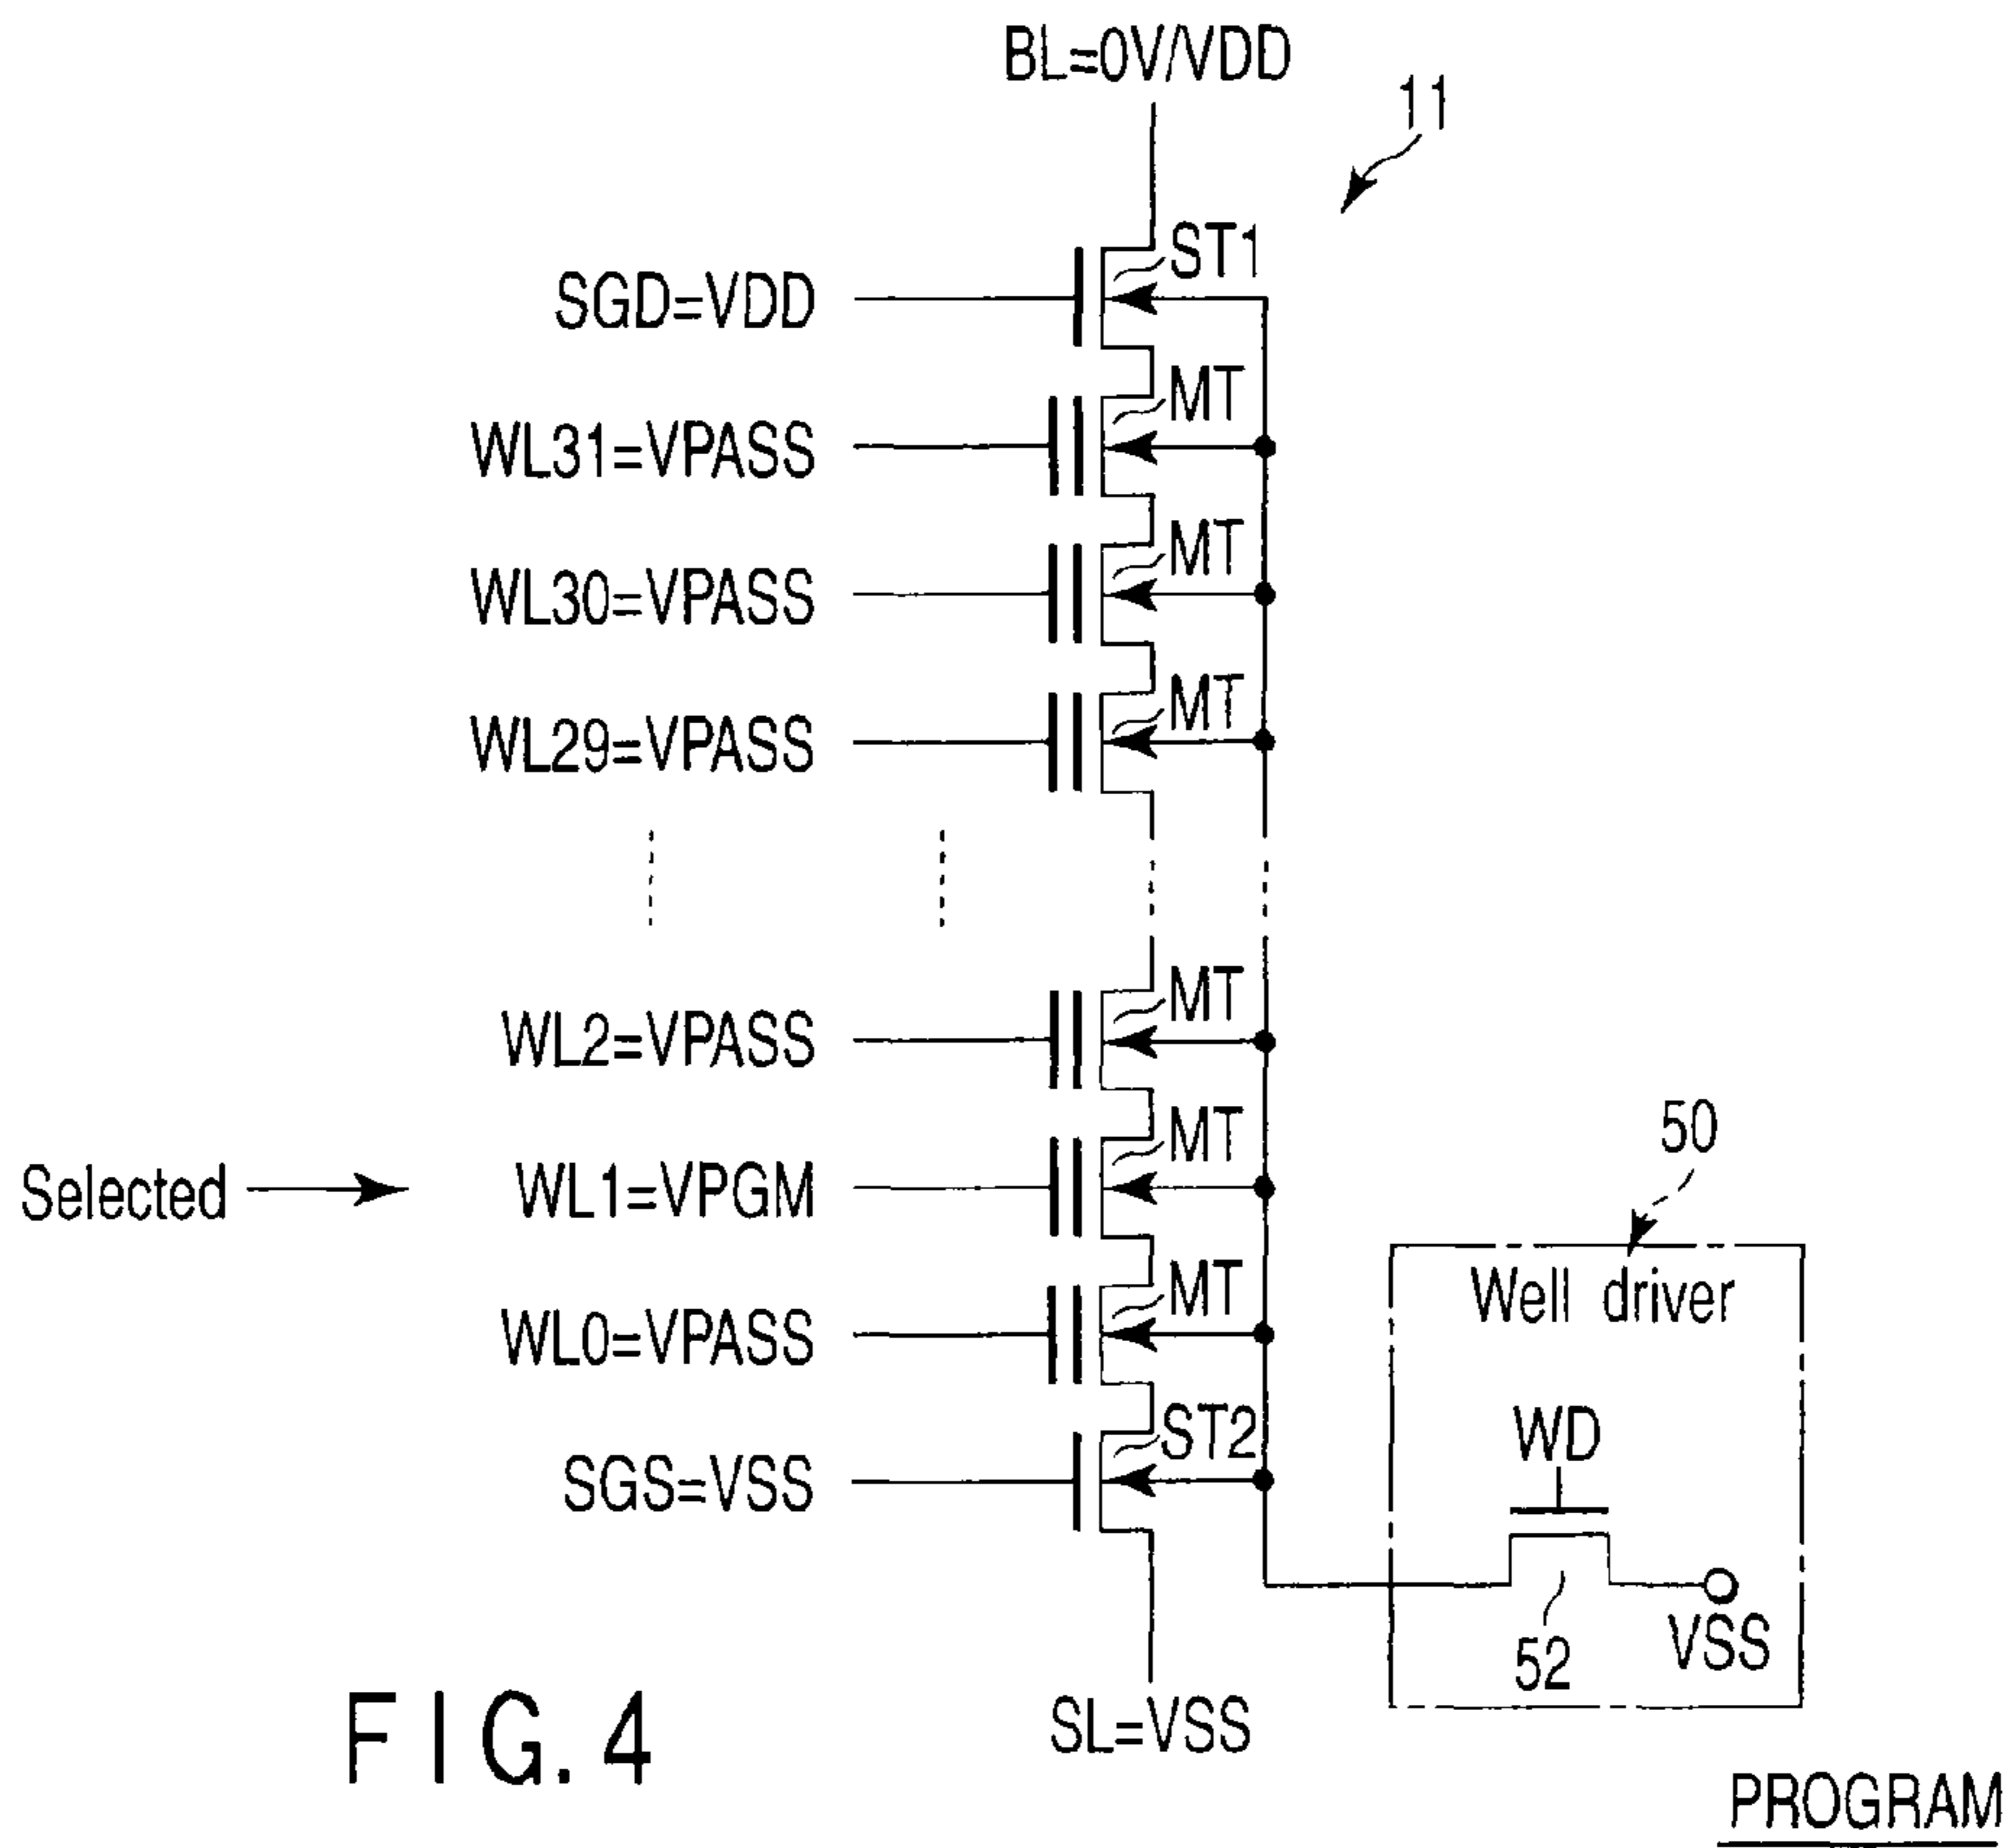 BL=0V/VDD
11
ST1
SGD=VDD
MT
WL31=VPASS
MT
WL30=VPASS
MT
WL29=VPASS
MT
WL2=VPASS
MT
Selected
WL1=VPGM
50
MT
Well driver
WL0=VPASS
ST2
WD
SGS=VSS
52
VSS
SL=VSS
FIG. 4
PROGRAM